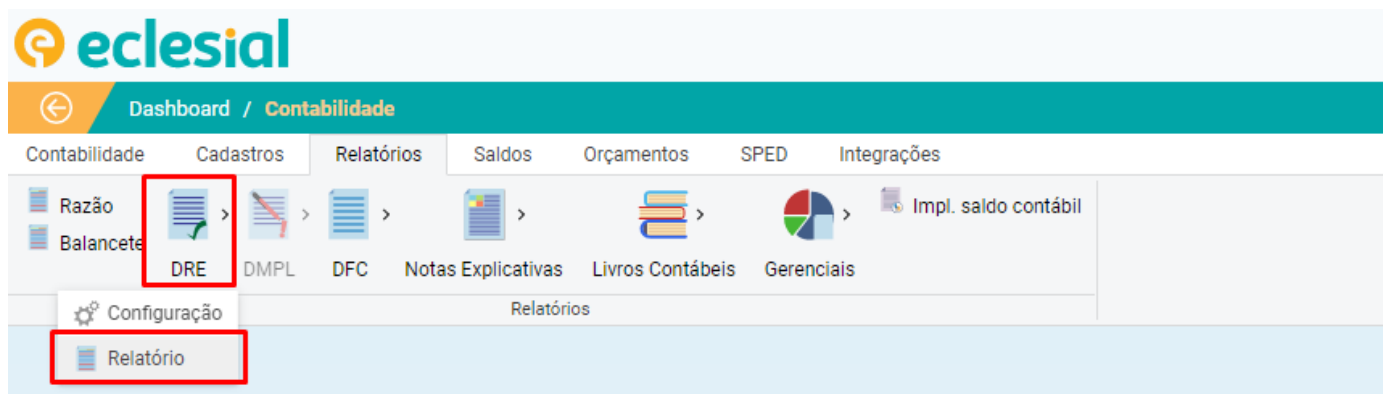 eclesial
Dashboard / Contabilidade
Contabilidade Cadastros Relatórios Saldos Orçamentos SPED Integrações
Razão
Balancete
DRE DMPL DFC Notas Explicativas Livros Contábeis Gerenciais
Impl. saldo contábil
Relatórios
Configuração
Relatório